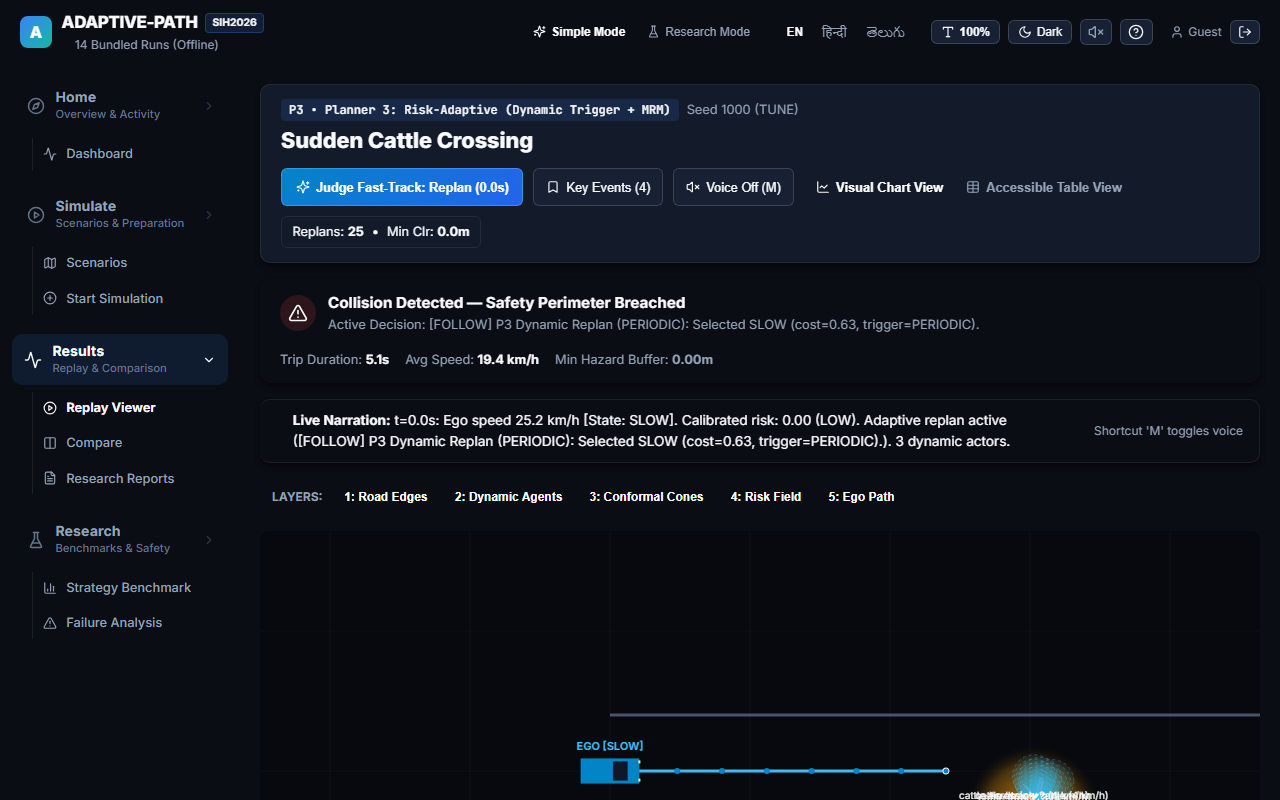 A
ADAPTIVE-PATH SIH2026
14 Bundled Runs (Offline)
Simple Mode Research Mode EN हिन्दी తెలుగు 100% Dark Guest
Home
Overview & Activity
Dashboard
Simulate
Scenarios & Preparation
Scenarios
Start Simulation
Results
Replay & Comparison
Replay Viewer
Compare
Research Reports
Research
Benchmarks & Safety
Strategy Benchmark
Failure Analysis
P3 • Planner 3: Risk-Adaptive (Dynamic Trigger + MRM) Seed 1000 (TUNE)
Sudden Cattle Crossing
Judge Fast-Track: Replan (0.0s) Key Events (4) Voice Off (M) Visual Chart View Accessible Table View
Replans: 25 • Min Clr: 0.0m
Collision Detected — Safety Perimeter Breached
Active Decision: [FOLLOW] P3 Dynamic Replan (PERIODIC): Selected SLOW (cost=0.63, trigger=PERIODIC).
Trip Duration: 5.1s Avg Speed: 19.4 km/h Min Hazard Buffer: 0.00m
Live Narration: t=0.0s: Ego speed 25.2 km/h [State: SLOW]. Calibrated risk: 0.00 (LOW). Adaptive replan active
([FOLLOW] P3 Dynamic Replan (PERIODIC): Selected SLOW (cost=0.63, trigger=PERIODIC).). 3 dynamic actors.
Shortcut 'M' toggles voice
LAYERS: 1: Road Edges 2: Dynamic Agents 3: Conformal Cones 4: Risk Field 5: Ego Path
EGO [SLOW]